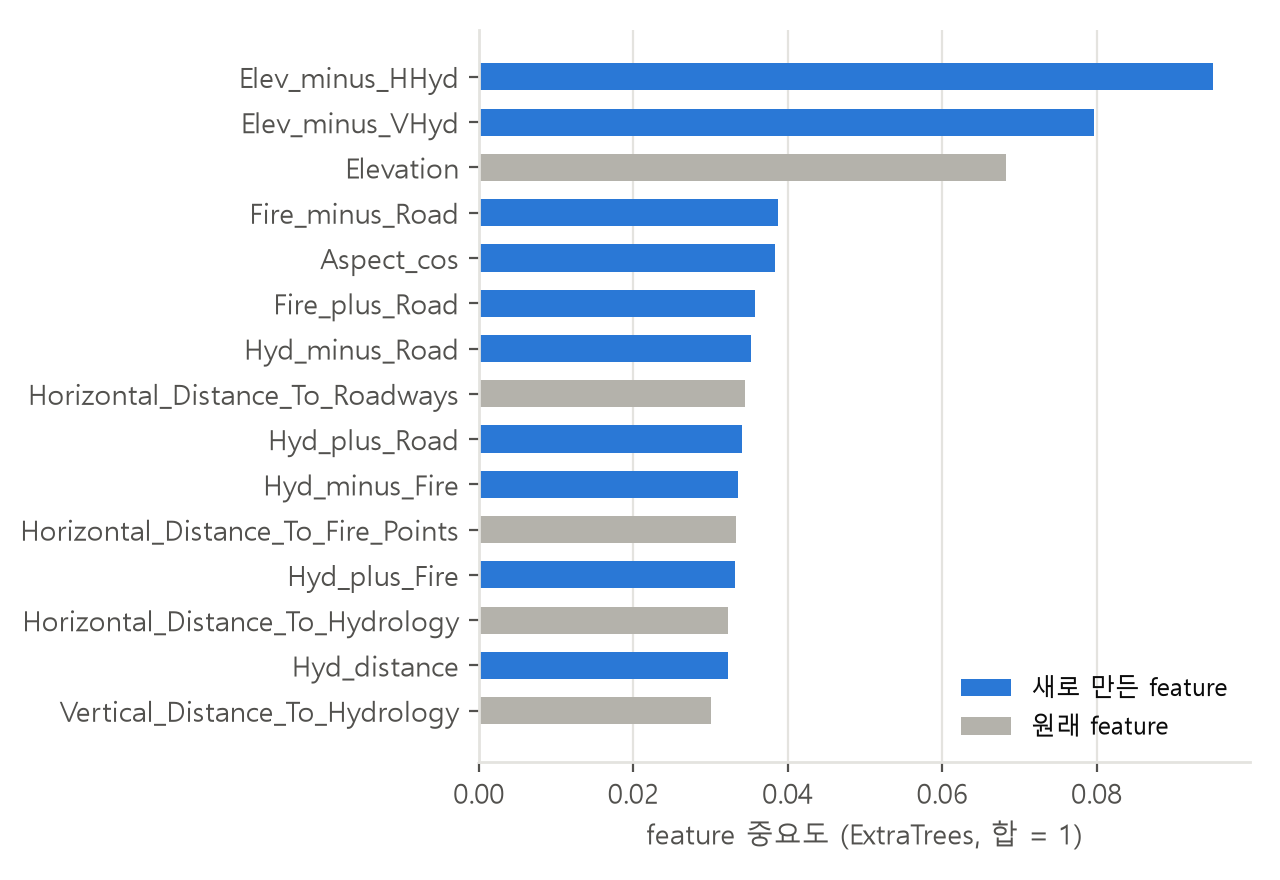 Elev_minus_HHyd
Elev_minus_VHyd
Elevation
Fire_minus_Road
Aspect_cos
Fire_plus_Road
Hyd_minus_Road
Horizontal_Distance_To_Roadways
Hyd_plus_Road
Hyd_minus_Fire
Horizontal_Distance_To_Fire_Points
Hyd_plus_Fire
Horizontal_Distance_To_Hydrology
Hyd_distance
Vertical_Distance_To_Hydrology
새로 만든 feature
원래 feature
0.00 0.02 0.04 0.06 0.08
feature 중요도 (ExtraTrees, 합 = 1)